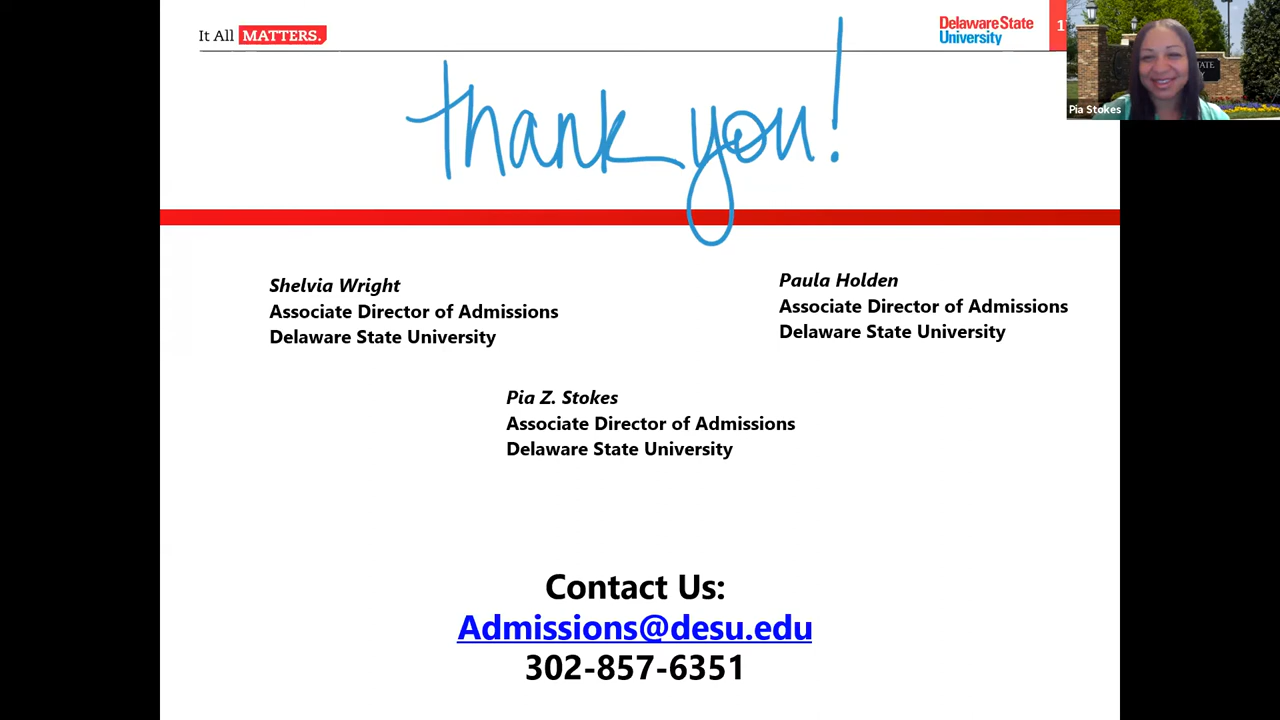 It All MATTERS.
Delaware State
University
1
STATE
Pia Stokes
thank you!
Shelvia Wright
Associate Director of Admissions
Delaware State University
Paula Holden
Associate Director of Admissions
Delaware State University
Pia Z. Stokes
Associate Director of Admissions
Delaware State University
Contact Us:
Admissions@desu.edu
302-857-6351